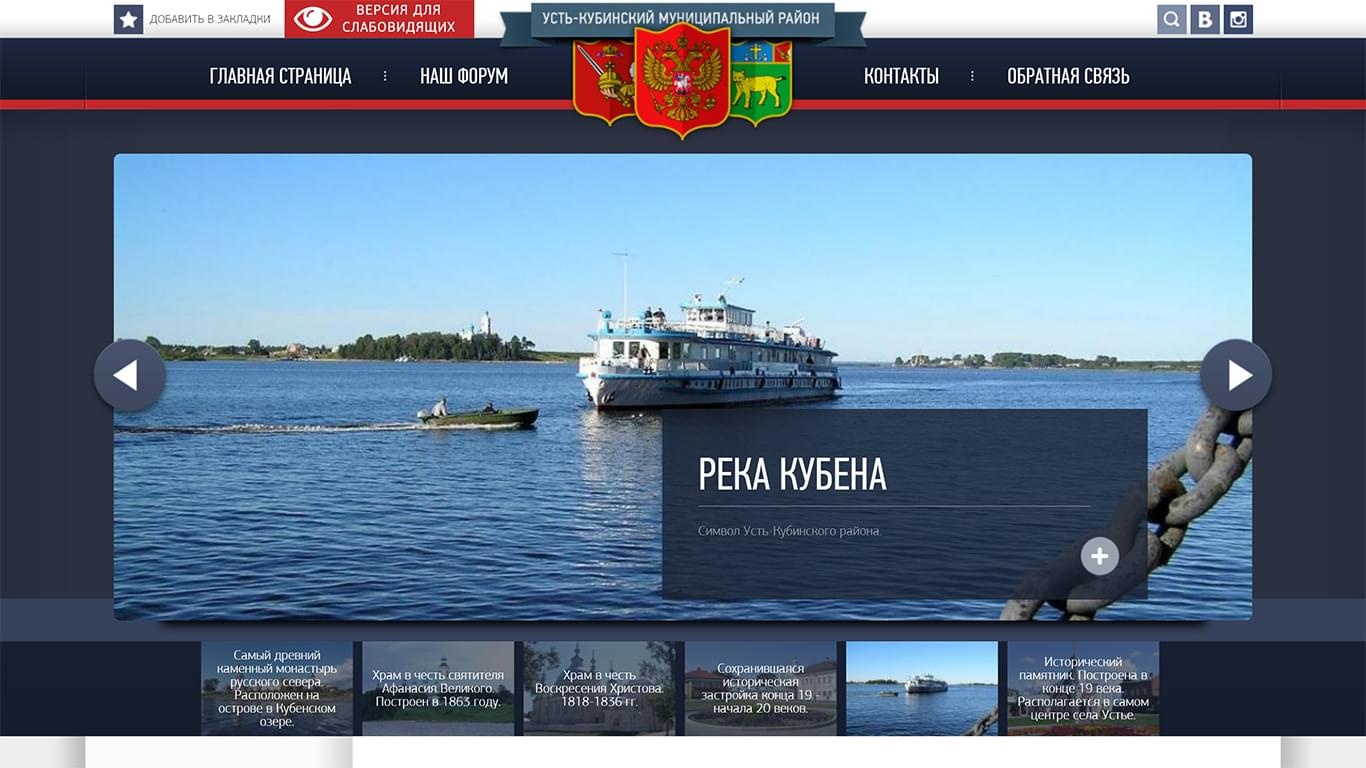 ДОБАВИТЬ В ЗАКЛАДКИ
ВЕРСИЯ ДЛЯ
СЛАБОВИДЯЩИХ
УСТЬ-КУБИНСКИЙ МУНИЦИПАЛЬНЫЙ РАЙОН
В
ГЛАВНАЯ СТРАНИЦА
НАШ ФОРУМ
КОНТАКТЫ
ОБРАТНАЯ СВЯЗЬ
РЕКА КУБЕНА
Символ Усть-Кубинского района.
Самый древний
каменный монастырь
русского севера.
Расположен на
острове в Кубенском
озере.
Храм в честь святителя
Афанасия Великого.
Построен в 1863 году.
Храм в честь
Воскресения Христова.
1818-1836 гг.
Сохранившаяся
историческая
застройка конца 19 -
начала 20 веков.
Исторический
памятник. Построена в
конце 19 века.
Располагается в самом
центре села Устье.